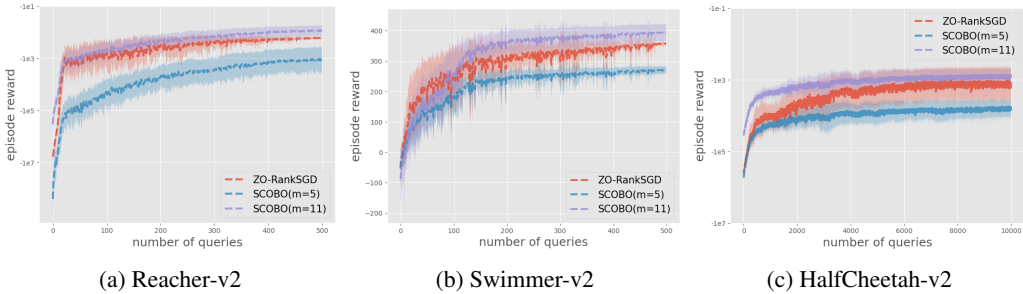 -1e1
-1e3
-1e5
-1e7
episode reward
0
100
200
300
400
500
number of queries
ZO-RankSGD
SCOBO(m=5)
SCOBO(m=11)
400
300
200
100
0
−100
−200
episode reward
0
100
200
300
400
500
number of queries
ZO-RankSGD
SCOBO(m=5)
SCOBO(m=11)
-1e1
-1e3
-1e5
-1e7
episode reward
0
2000
4000
6000
8000
10000
number of queries
ZO-RankSGD
SCOBO(m=5)
SCOBO(m=11)
(a) Reacher-v2
(b) Swimmer-v2
(c) HalfCheetah-v2